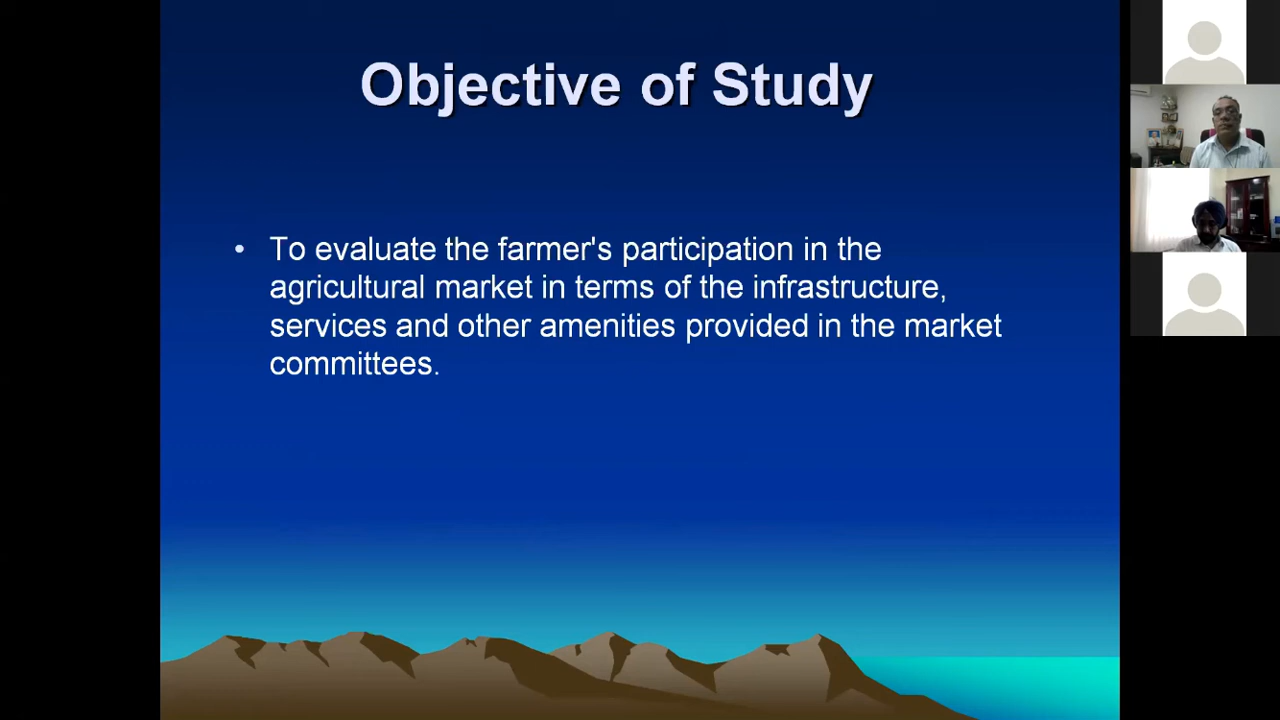 Objective of Study
• To evaluate the farmer's participation in the
agricultural market in terms of the infrastructure,
services and other amenities provided in the market
committees.